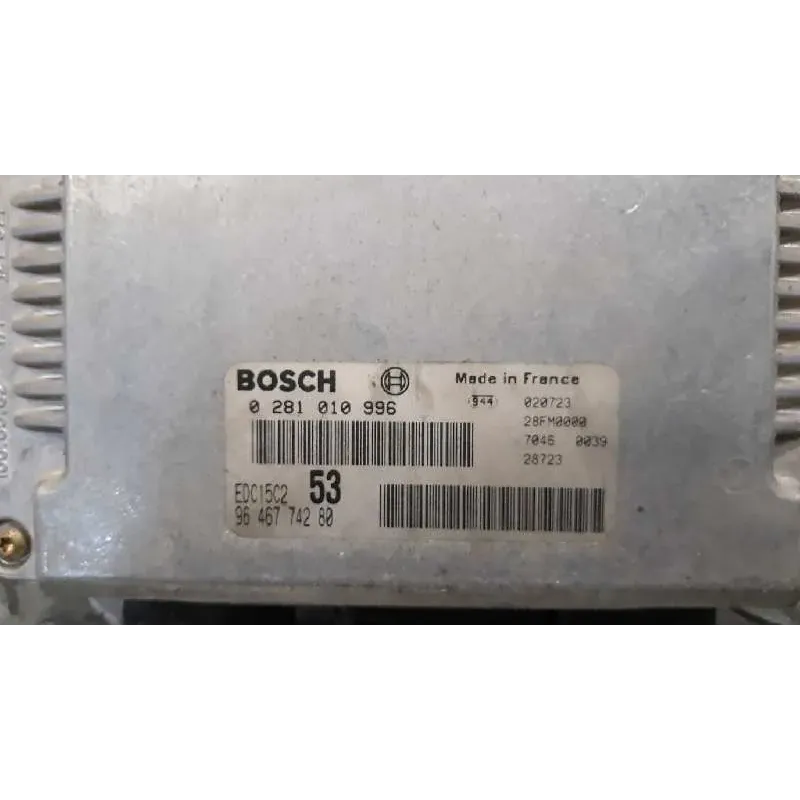 BOSCH
Made in France
0 281 010 996
944
020723
28FM0000
7046 0039
28723
EDC15C2 53
96 467 742 80